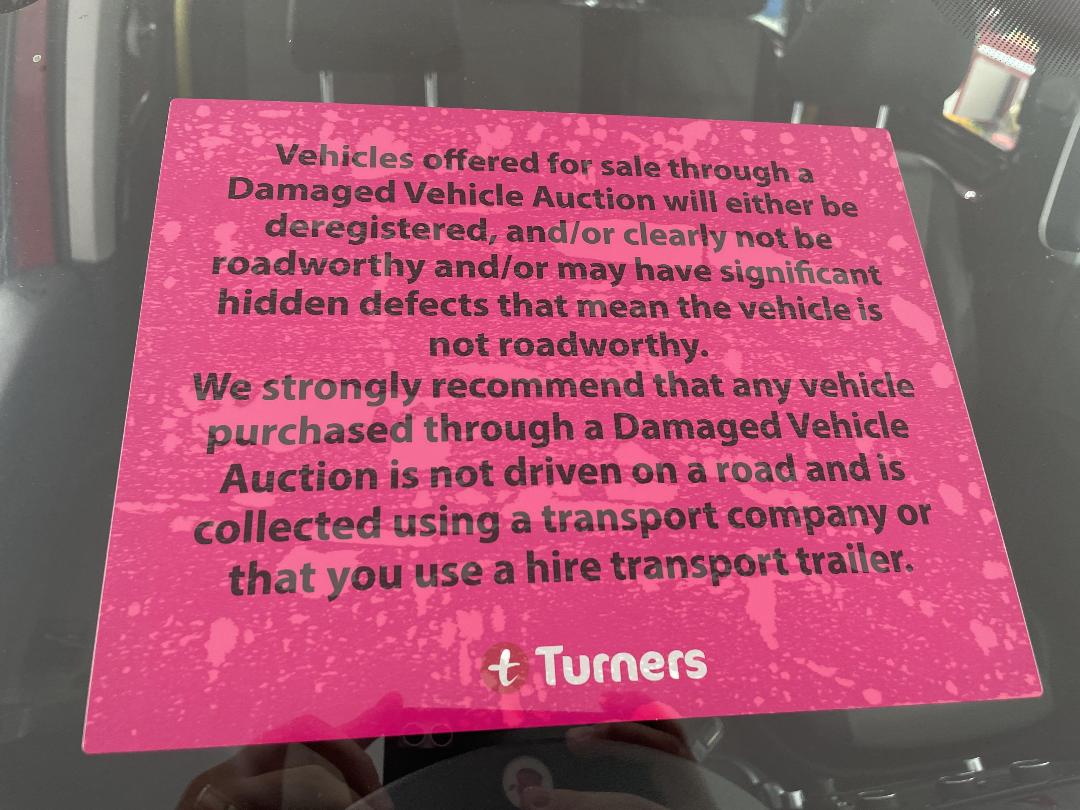 Vehicles offered for sale through a
Damaged Vehicle Auction will either be
deregistered, and/or clearly not be
roadworthy and/or may have significant
hidden defects that mean the vehicle is
not roadworthy.
We strongly recommend that any vehicle
purchased through a Damaged Vehicle
Auction is not driven on a road and is
collected using a transport company or
that you use a hire transport trailer.
t Turners